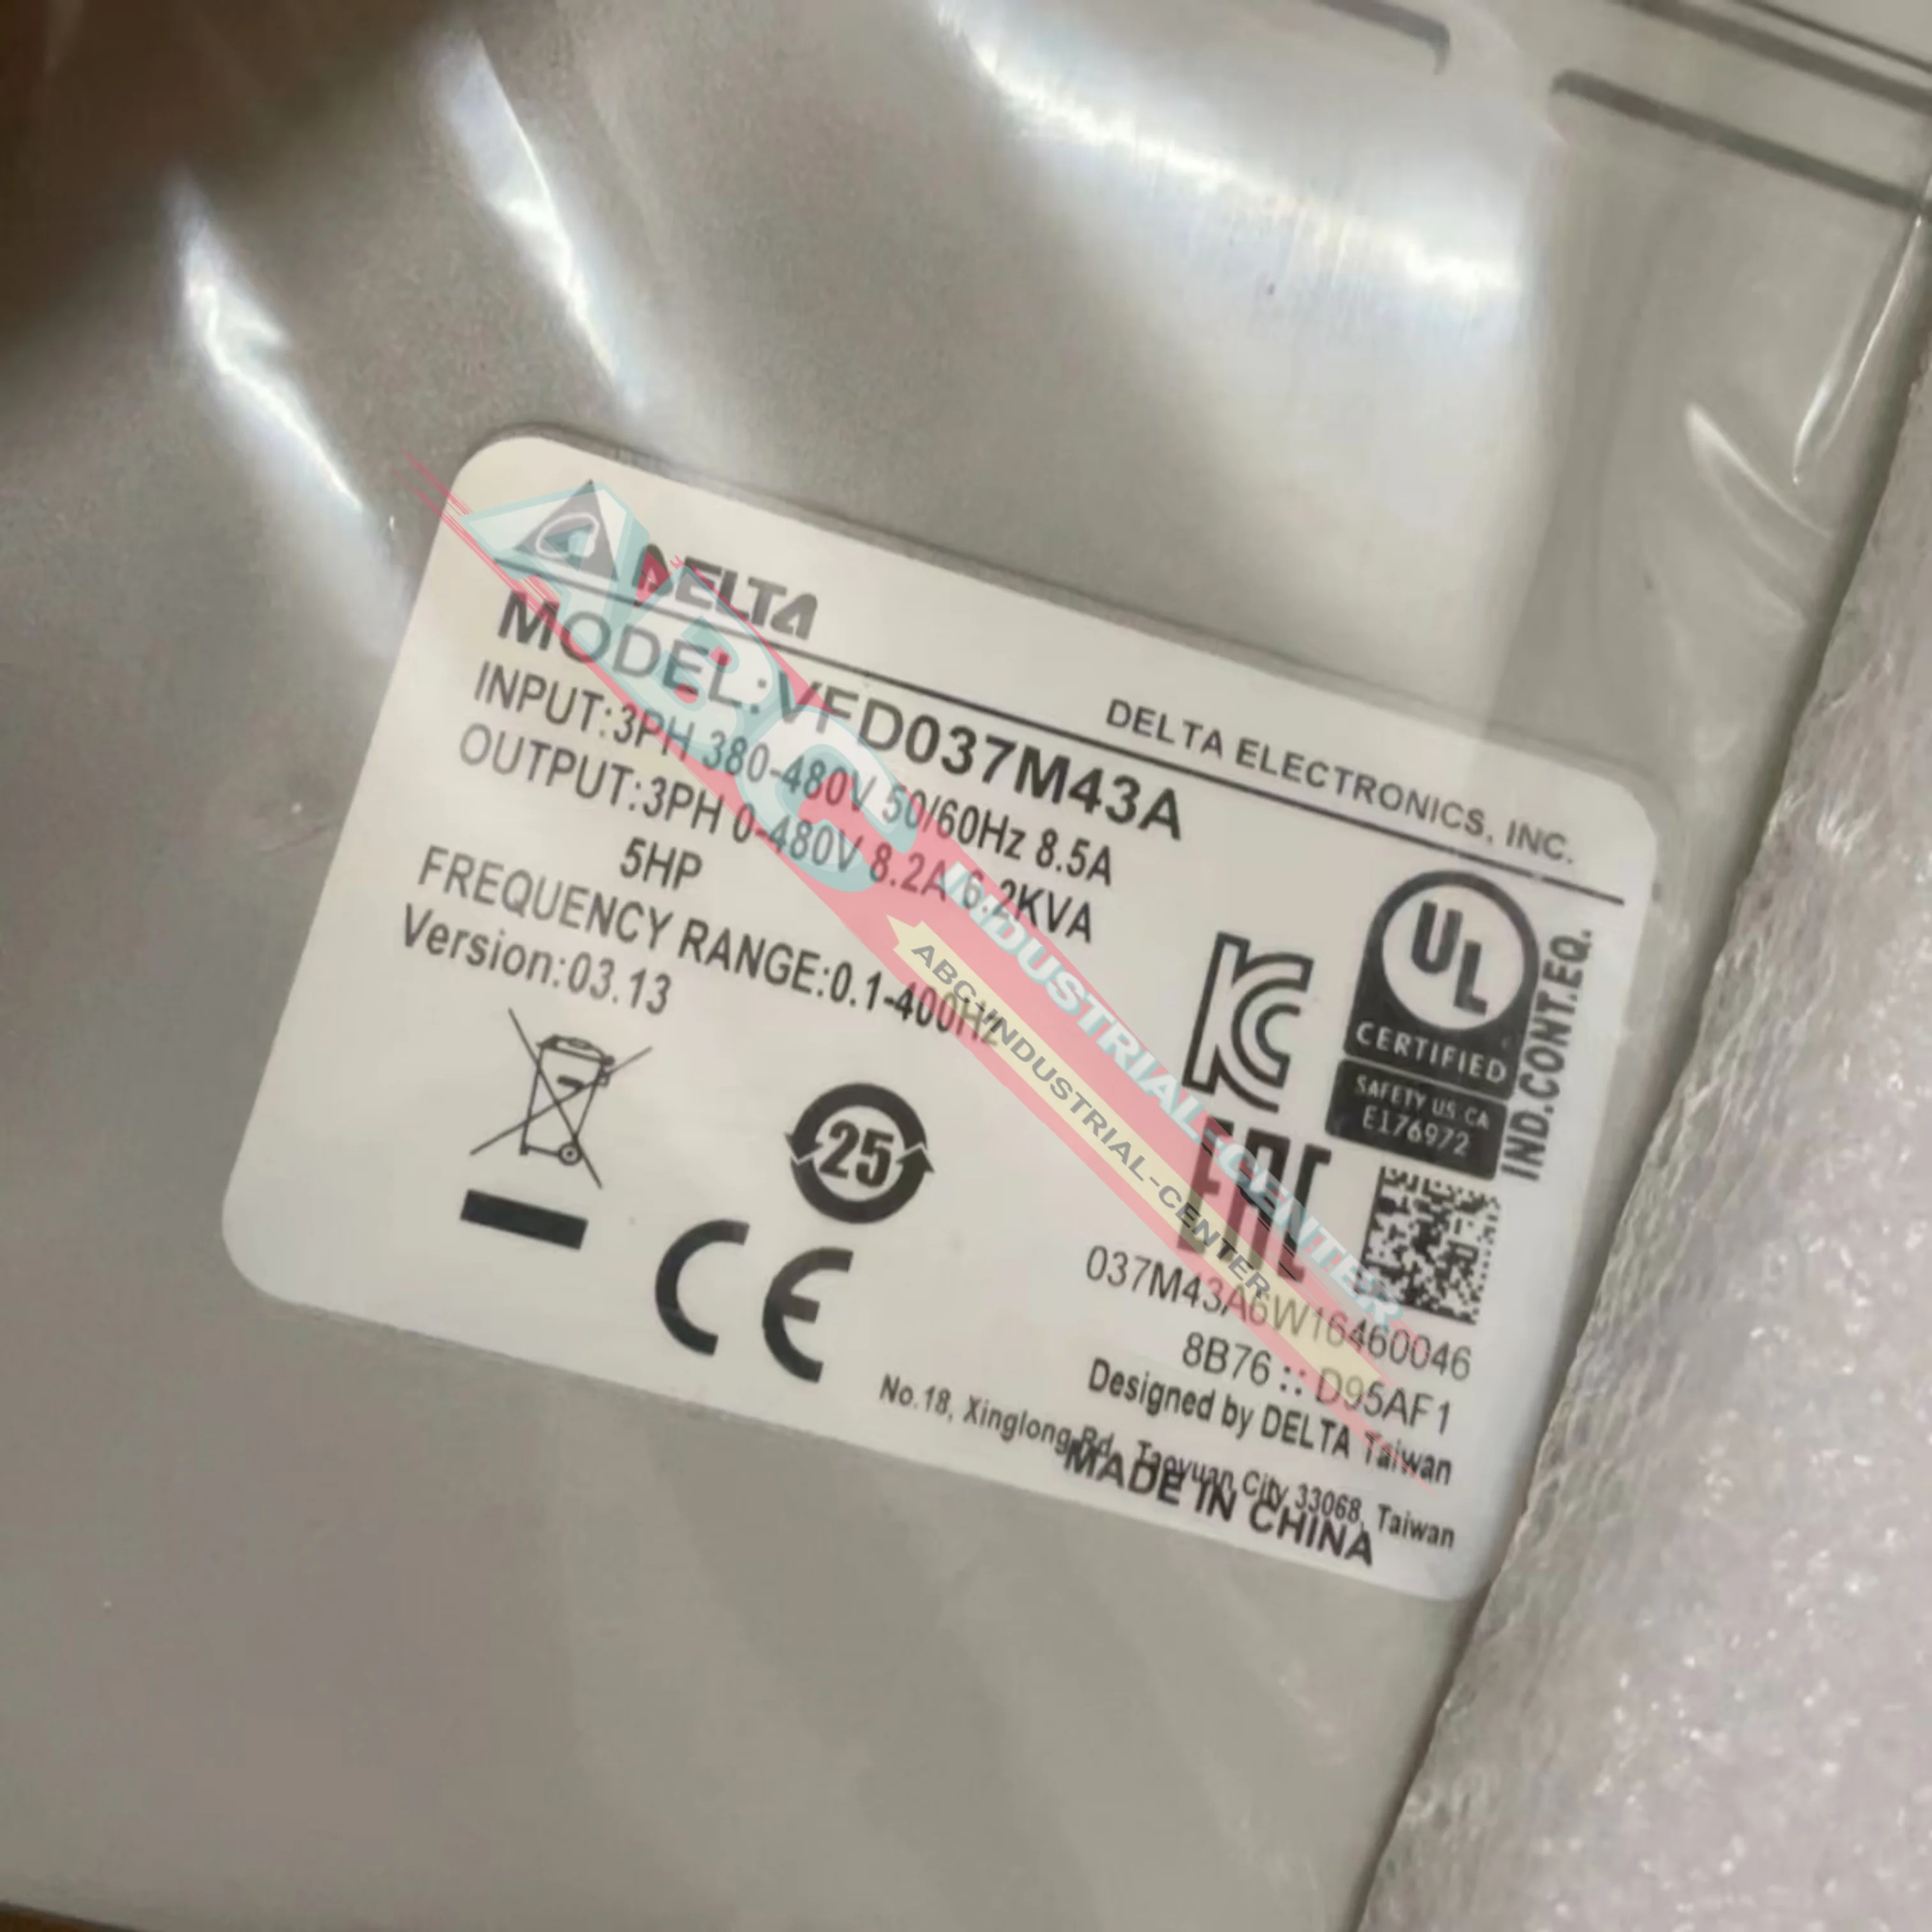 DELTA
DELTA ELECTRONICS, INC.
MODEL:VFD037M43A
INPUT:3PH 380-480V 50/60Hz 8.5A
OUTPUT:3PH 0-480V 8.2A 6.2KVA
5HP
FREQUENCY RANGE:0.1-400Hz
Version:03.13
25
CE
KC
UL
CERTIFIED
SAFETY US CA
E176972
IND.CONT.EQ.
EAC
037M43A6W16460046
8B76 :: D95AF1
Designed by DELTA Taiwan
No.18, Xinglong Rd., Taoyuan City 33068, Taiwan
MADE IN CHINA
ABC INDUSTRIAL-CENTER
ABC-INDUSTRIAL-CENTER